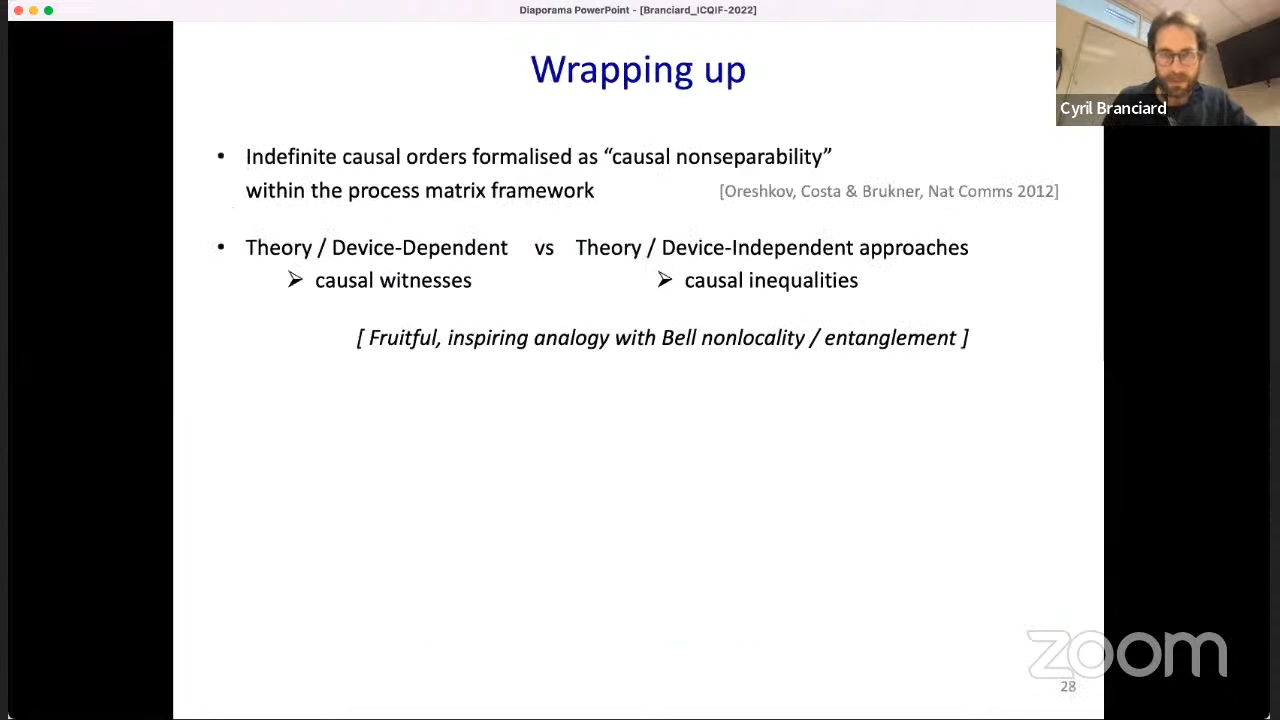 Diaporama PowerPoint - [Branciard_ICQIF-2022]
Wrapping up
Cyril Branciard
• Indefinite causal orders formalised as “causal nonseparability”
within the process matrix framework [Oreshkov, Costa & Brukner, Nat Comms 2012]
• Theory / Device-Dependent vs Theory / Device-Independent approaches
➢ causal witnesses ➢ causal inequalities
[ Fruitful, inspiring analogy with Bell nonlocality / entanglement ]
zoom
28